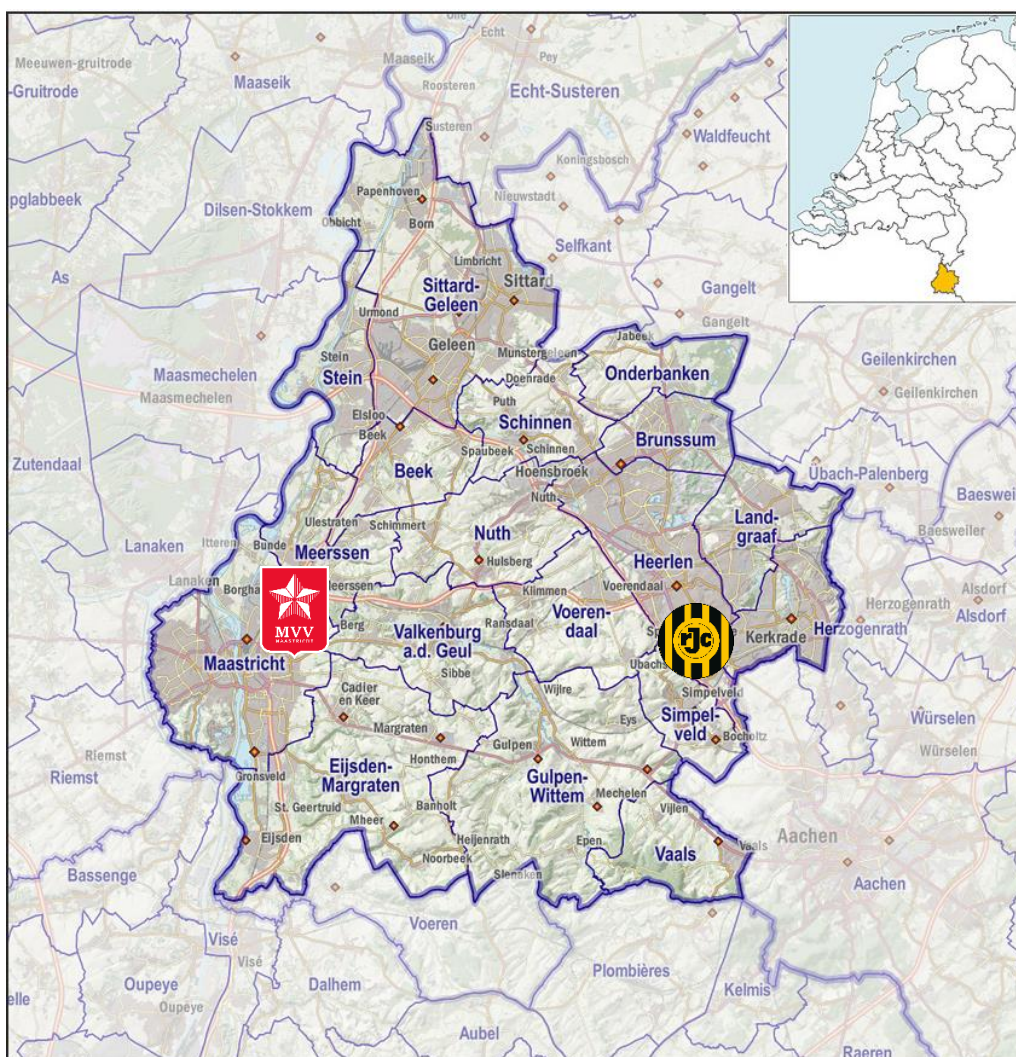 Echt
Meeuwen-gruitrode
Maaseik
Pey
-Gruitrode
Maaseik
Roosteren
Echt-Susteren
Susteren
Waldfeucht
Koningsbosch
Papenhoven
Nieuwstadt
pglabbeek
Dilsen-Stokkem
Obbicht
Born
Selfkant
Limbricht
As
Sittard
Sittard-
Geleen
Gangelt
Urmond
Gangelt
Geleen
Jabeek
Stein
Munstergeleen
Geilenkirchen
Maasmechelen
Stein
Doenrade
Onderbanken
Maasmechelen
Puth
Geilenkirchen
Elsloo
Schinnen
Beek
Brunssum
Schinnen
Zutendaal
Spaubeek
Beek
Hoensbroek
Übach-Palenberg
Nuth
Baeswei
Ulestraten
Schimmert
Nuth
Land-
graaf
Baesweiler
Lanaken
Itteren
Bunde
Meerssen
Hulsberg
Heerlen
Lanaken
Borgha
eerssen
Klimmen
Voerendaal
Alsdorf
Voeren-
daal
Herzogenrath
Alsdorf
MVV
MAASTRICHT
Berg
Valkenburg
a.d. Geul
Ransdaal
rJc
Kerkrade
Herzogenrath
Maastricht
Sibbe
Ubachs
Cadier
en Keer
Wijlre
Simpelveld
Margraten
Eys
Simpel-
veld
Würselen
Riemst
Gulpen
Wittem
Bocholtz
Würselen
Riemst
Gronsveld
Eijsden-
Margraten
Honthem
Gulpen-
Wittem
Mechelen
St. Geertruid
Banholt
Vijlen
Mheer
Eijsden
Heijenrath
Epen
Aachen
Noorbeek
Vaals
Vaals
Bassenge
Slenaken
Aachen
Voeren
Visé
Visé
Plombières
Oupeye
Dalhem
Kelmis
elle
Oupeye
Aubel
Raeren